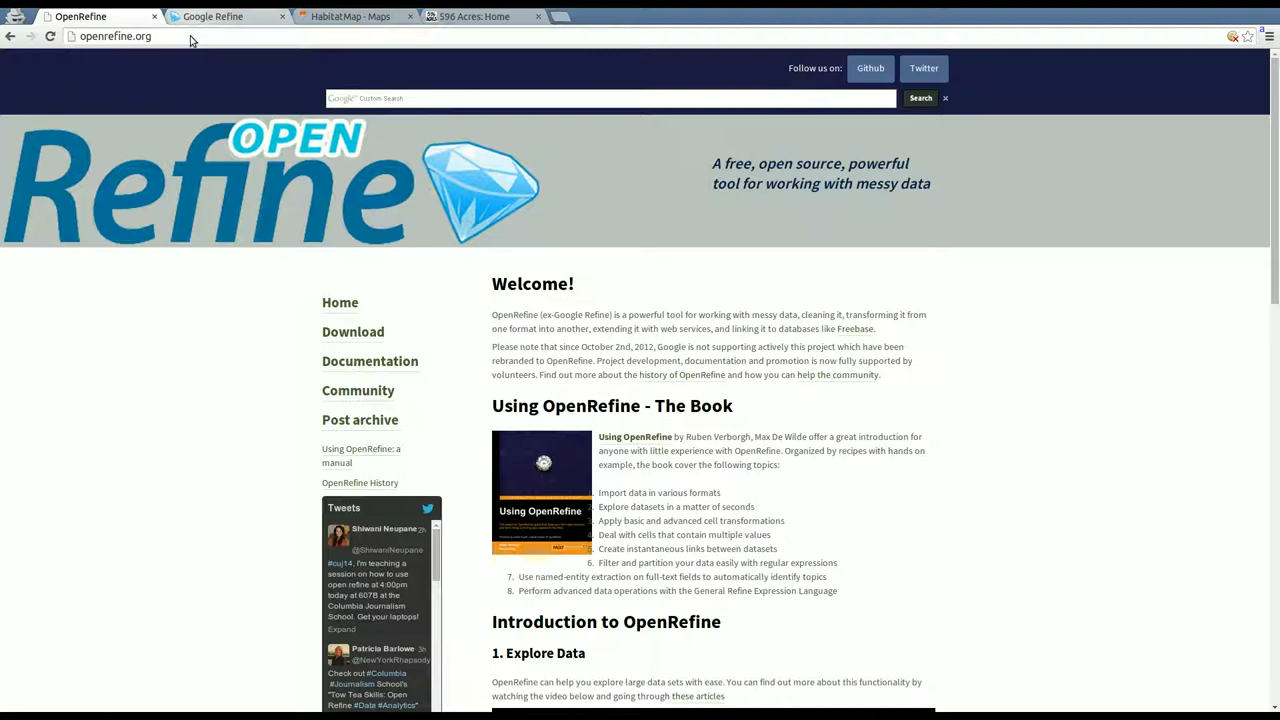 OpenRefine
Google Refine
HabitatMap - Maps
596 Acres: Home
openrefine.org
Follow us on:
Github
Twitter
Google Custom Search
Search
OPEN
Refine
A free, open source, powerful
tool for working with messy data
Home
Download
Documentation
Community
Post archive
Using OpenRefine: a
manual
OpenRefine History
Tweets
Shiwani Neupane 2h
@ShiwaniNeupane
#cuj14, I'm teaching a
session on how to use
open refine at 4:00pm
today at 607B at the
Columbia Journalism
School. Get your laptops!
Expand
Patricia Barlowe 3h
@NewYorkRhapsody
Check out #Columbia
#Journalism School's
"Tow Tea Skills: Open
Refine #Data #Analytics"
Welcome!
OpenRefine (ex-Google Refine) is a powerful tool for working with messy data, cleaning it, transforming it from
one format into another, extending it with web services, and linking it to databases like Freebase.
Please note that since October 2nd, 2012, Google is not supporting actively this project which have been
rebranded to OpenRefine. Project development, documentation and promotion is now fully supported by
volunteers. Find out more about the history of OpenRefine and how you can help the community.
Using OpenRefine - The Book
Using OpenRefine
Using OpenRefine by Ruben Verborgh, Max De Wilde offer a great introduction for
anyone with little experience with OpenRefine. Organized by recipes with hands on
example, the book cover the following topics:
Import data in various formats
Explore datasets in a matter of seconds
Apply basic and advanced cell transformations
Deal with cells that contain multiple values
Create instantaneous links between datasets
6. Filter and partition your data easily with regular expressions
7. Use named-entity extraction on full-text fields to automatically identify topics
8. Perform advanced data operations with the General Refine Expression Language
Introduction to OpenRefine
1. Explore Data
OpenRefine can help you explore large data sets with ease. You can find out more about this functionality by
watching the video below and going through these articles